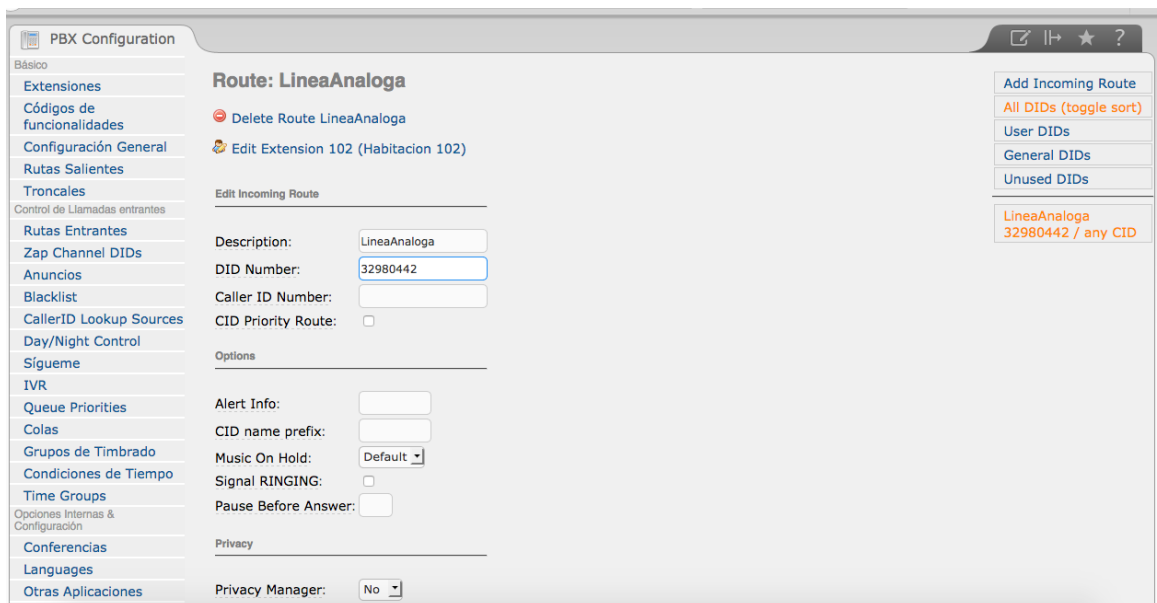 PBX Configuration
Básico
Extensiones
Códigos de
funcionalidades
Configuración General
Rutas Salientes
Troncales
Control de Llamadas entrantes
Rutas Entrantes
Zap Channel DIDs
Anuncios
Blacklist
CallerID Lookup Sources
Day/Night Control
Sígueme
IVR
Queue Priorities
Colas
Grupos de Timbrado
Condiciones de Tiempo
Time Groups
Opciones Internas &
Configuración
Conferencias
Languages
Otras Aplicaciones
Route: LineaAnaloga
Delete Route LineaAnaloga
Edit Extension 102 (Habitacion 102)
Edit Incoming Route
Description: LineaAnaloga
DID Number: 32980442
Caller ID Number:
CID Priority Route:
Options
Alert Info:
CID name prefix:
Music On Hold: Default
Signal RINGING:
Pause Before Answer:
Privacy
Privacy Manager: No
?
Add Incoming Route
All DIDs (toggle sort)
User DIDs
General DIDs
Unused DIDs
LineaAnaloga
32980442 / any CID